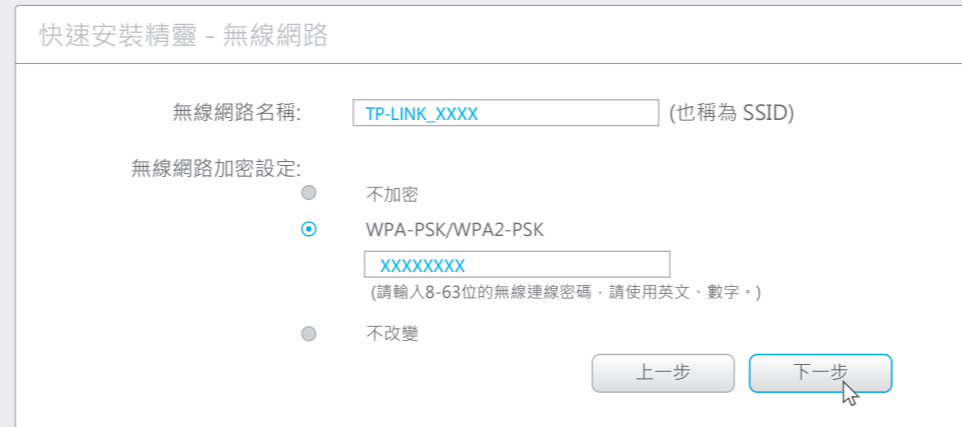 快速安裝精靈 - 無線網路
無線網路名稱: TP-LINK_XXXX (也稱為 SSID)
無線網路加密設定:
不加密
WPA-PSK/WPA2-PSK
XXXXXXXX
(請輸入8-63位的無線連線密碼﹒請使用英文、數字。)
不改變
上一步 下一步